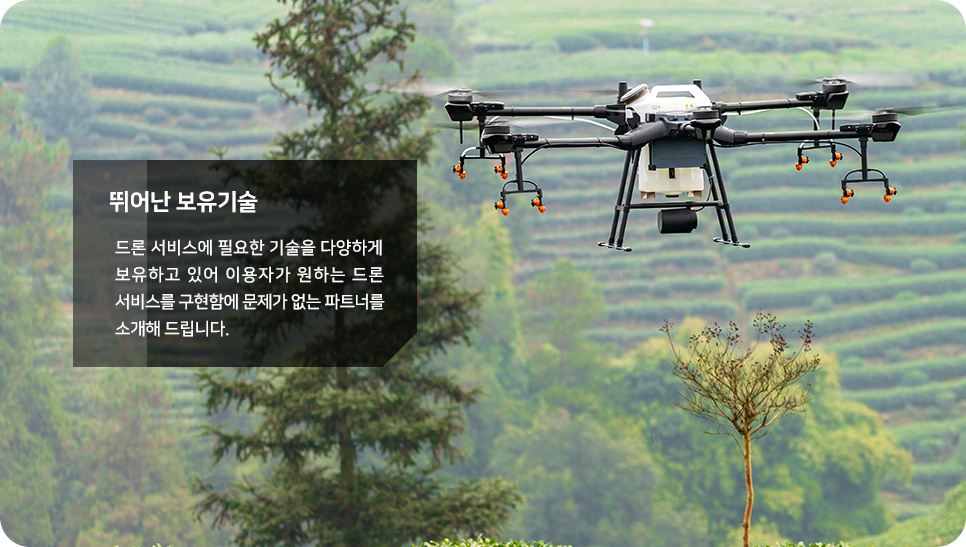 뛰어난 보유기술
드론 서비스에 필요한 기술을 다양하게
보유하고 있어 이용자가 원하는 드론
서비스를 구현함에 문제가 없는 파트너를
소개해 드립니다.